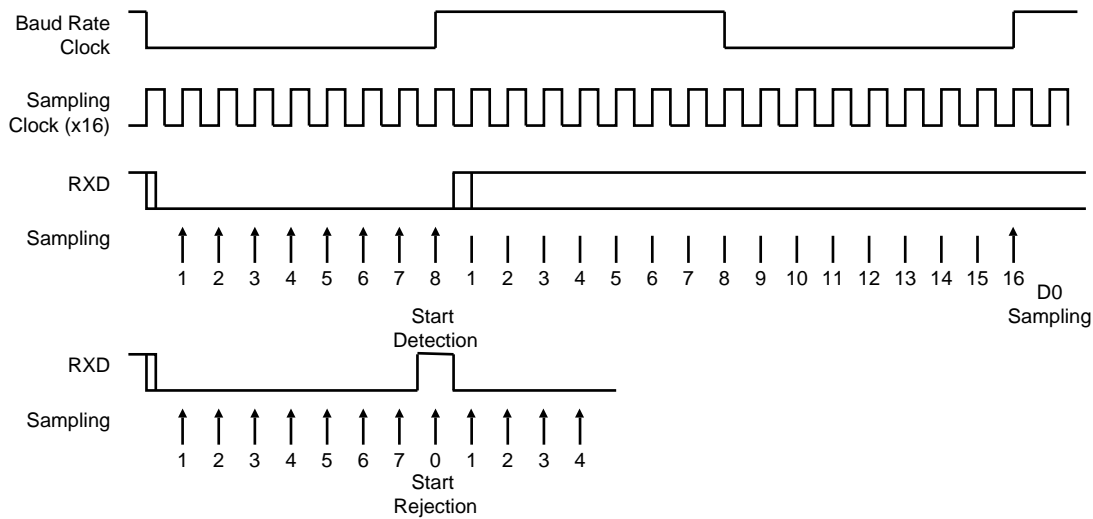 Baud Rate
Clock
Sampling
Clock (x16)
RXD
Sampling
1 2 3 4 5 6 7 8 1 2 3 4 5 6 7 8 9 10 11 12 13 14 15 16
D0
Sampling
Start
Detection
RXD
Sampling
1 2 3 4 5 6 7 0 1 2 3 4
Start
Rejection